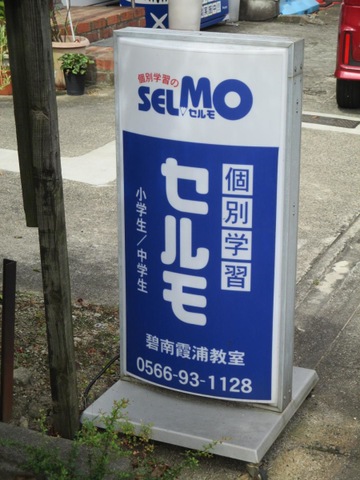 個別学習の
SELMO
セルモ
個別学習
セルモ
小学生/中学生
碧南霞浦教室
0566-93-1128